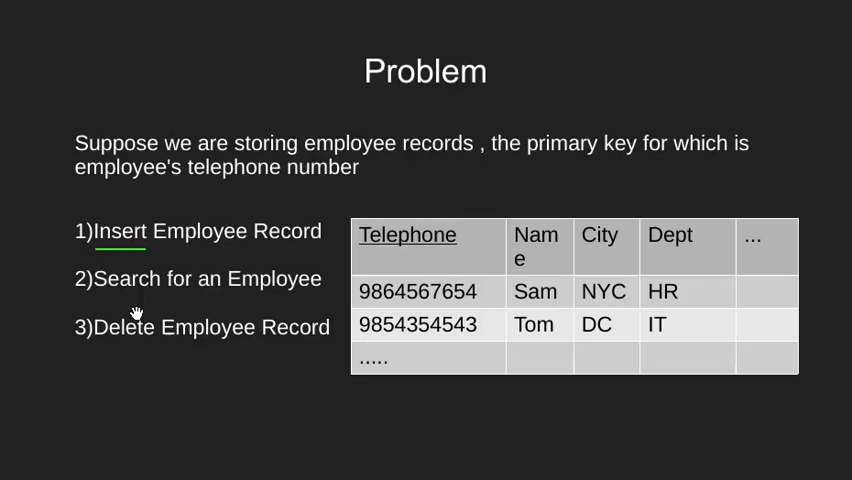 Problem
Suppose we are storing employee records , the primary key for which is
employee's telephone number
1)Insert Employee Record
2)Search for an Employee
3)Delete Employee Record
Telephone Nam City Dept ...
e
9864567654 Sam NYC HR
9854354543 Tom DC IT
.....